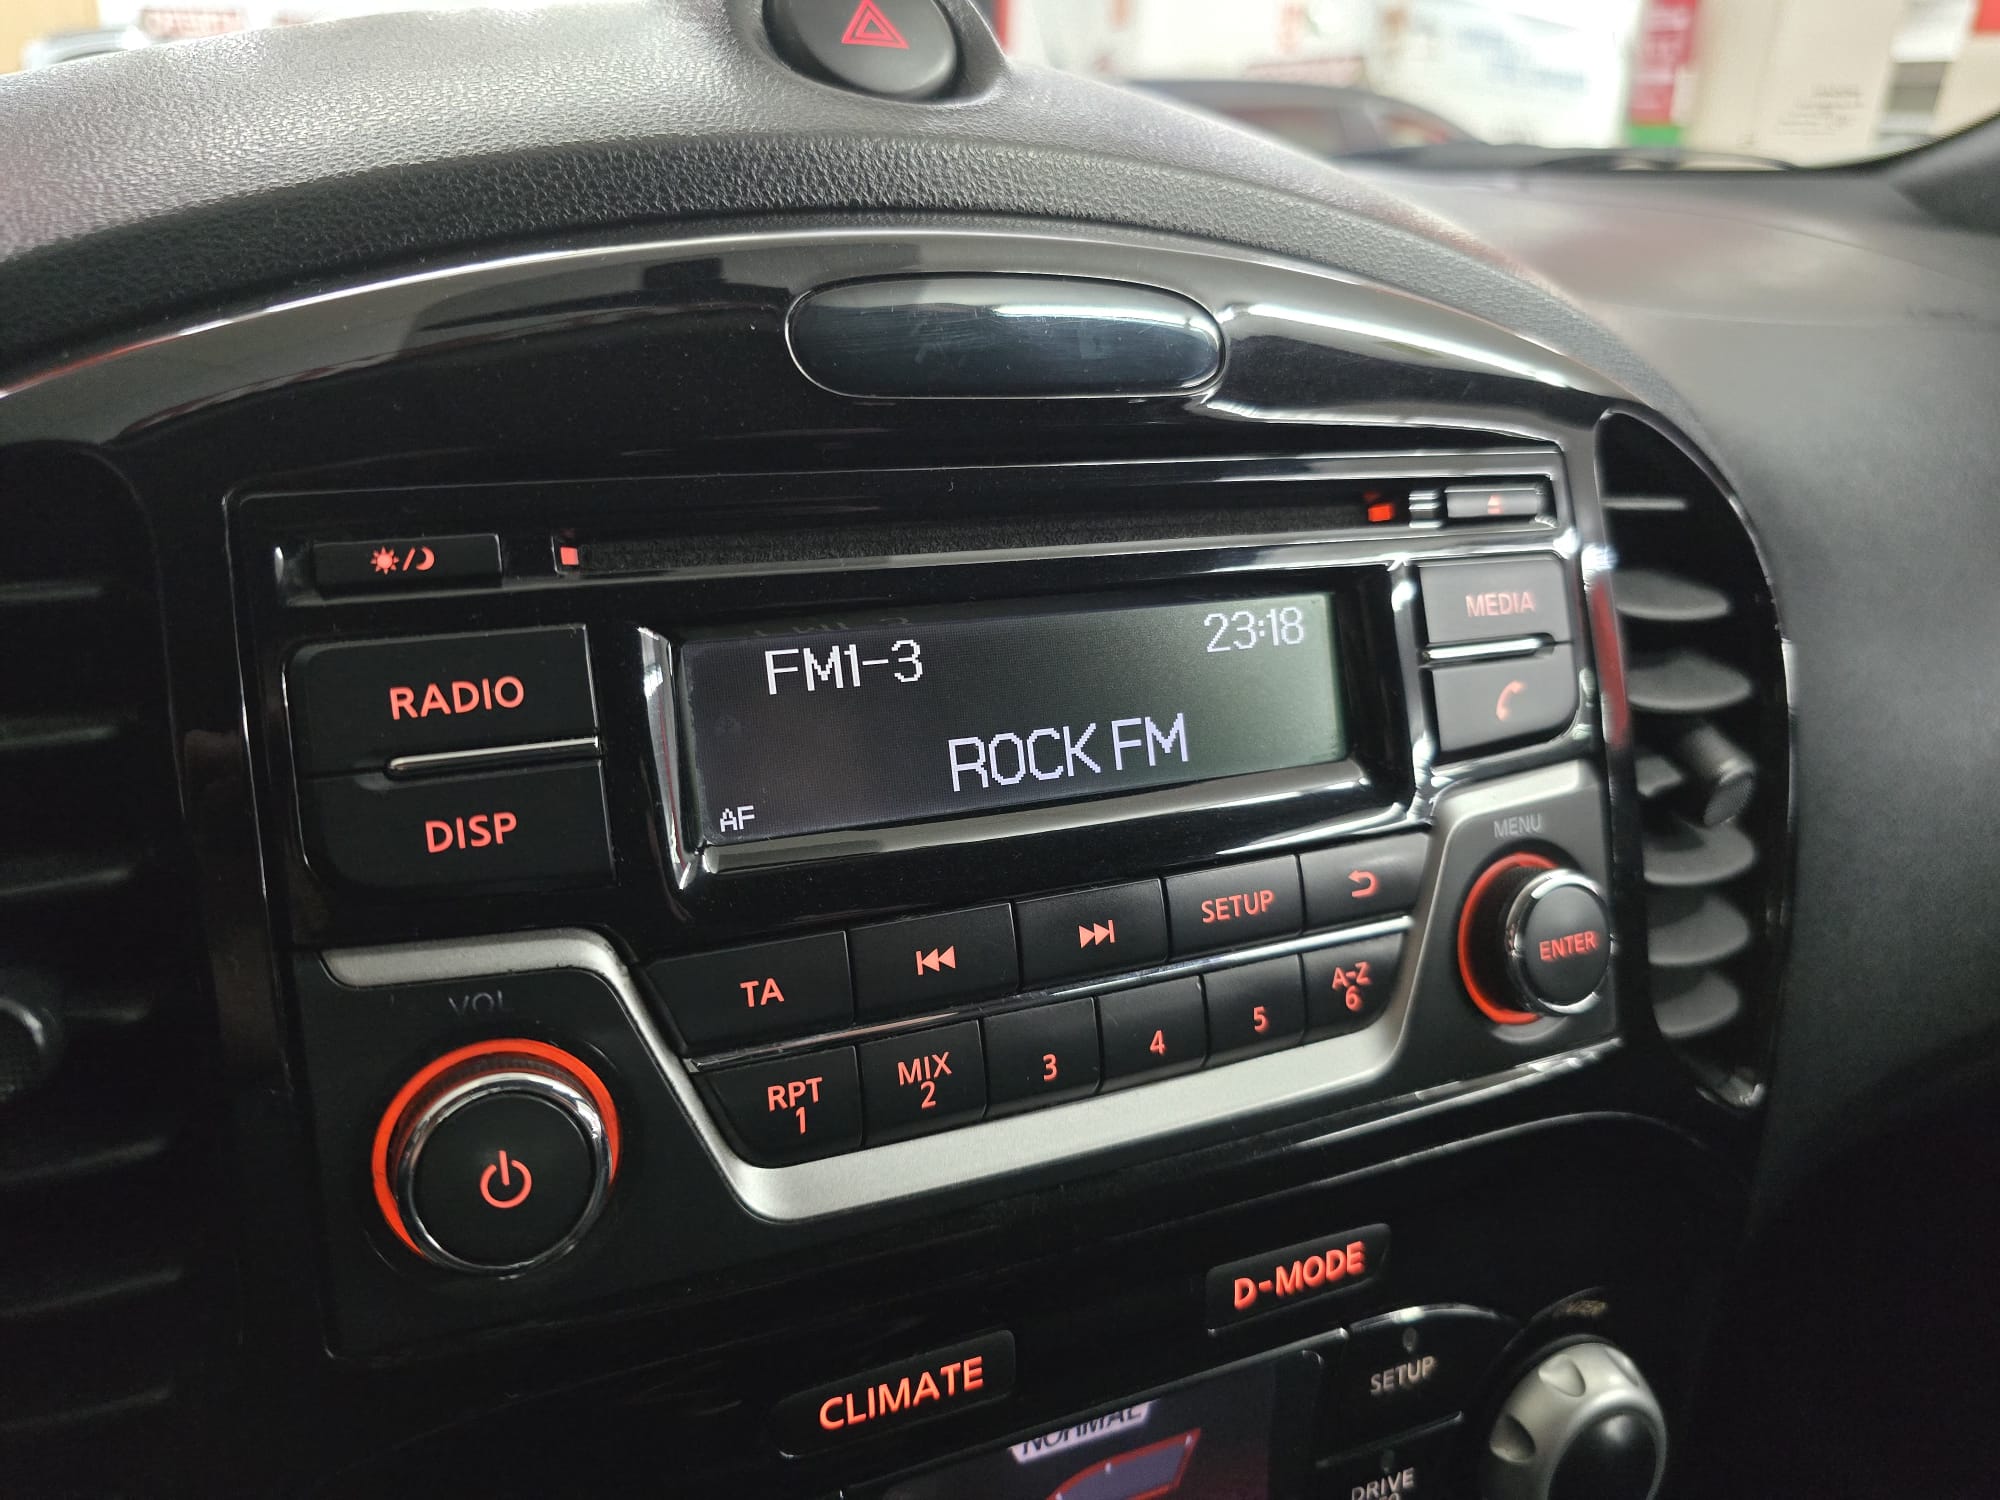 RADIO
DISP
FM1-3
23:18
ROCK FM
AF
MEDIA
MENU
ENTER
VOL
TA
SETUP
RPT
1
MIX
2
3
4
5
A-Z
6
D-MODE
CLIMATE
SETUP
NORMAL
DRIVE